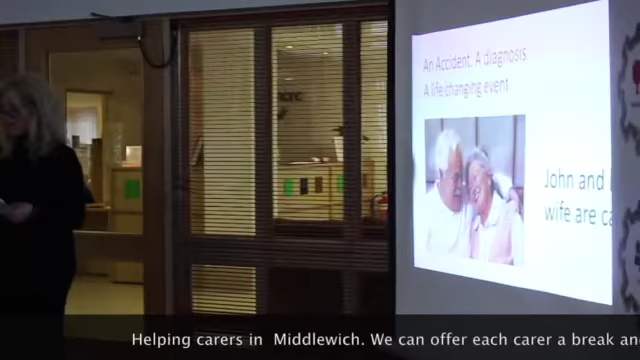 An Accident. A diagnosis
A life changing event
John and
wife are ca
Helping carers in  Middlewich. We can offer each carer a break an